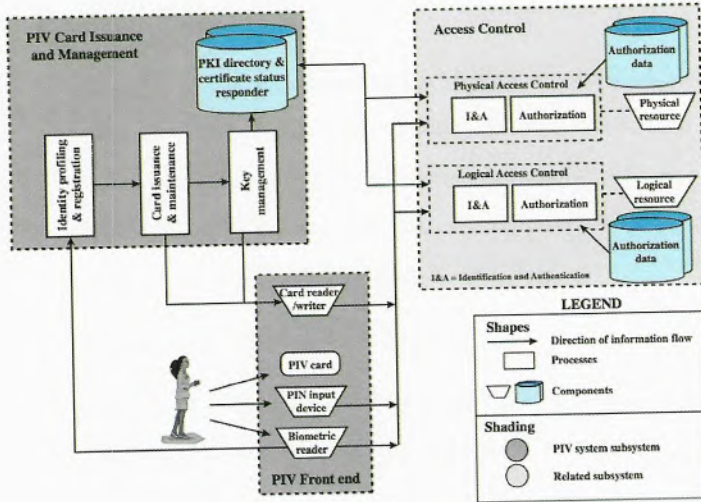 PIV Card Issuance
and Management
PKI directory &
certificate status
responder
Identity profiling
& registration
Card issuance
& maintenance
Key
management
Access Control
Authorization
data
Physical Access Control
I&A
Authorization
Physical
resource
Logical Access Control
I&A
Authorization
Logical
resource
Authorization
data
I&A = Identification and Authentication
Card reader
/writer
PIV card
PIN input
device
Biometric
reader
PIV Front end
LEGEND
Shapes
Direction of information flow
Processes
Components
Shading
PIV system subsystem
Related subsystem